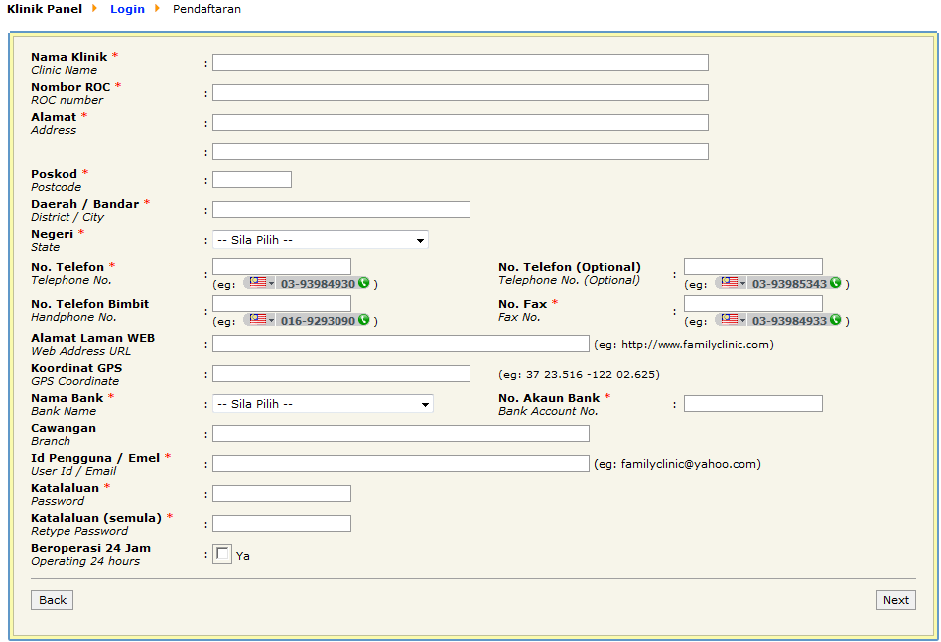 Klinik Panel Login Pendaftaran
Nama Klinik *
Clinic Name
:
Nombor ROC *
ROC number
:
Alamat *
Address
:
:
Poskod *
Postcode
:
Daerah / Bandar *
District / City
:
Negeri *
State
: -- Sila Pilih --
No. Telefon *
Telephone No.
:
(eg: 03-93984930 )
No. Telefon (Optional)
Telephone No. (Optional)
:
(eg: 03-93985343 )
No. Telefon Bimbit
Handphone No.
:
(eg: 016-9293090 )
No. Fax *
Fax No.
:
(eg: 03-93984933 )
Alamat Laman WEB
Web Address URL
: (eg: http://www.familyclinic.com)
Koordinat GPS
GPS Coordinate
: (eg: 37 23.516 -122 02.625)
Nama Bank *
Bank Name
: -- Sila Pilih --
No. Akaun Bank *
Bank Account No.
:
Cawangan
Branch
:
Id Pengguna / Emel *
User Id / Email
: (eg: familyclinic@yahoo.com)
Katalaluan *
Password
:
Katalaluan (semula) *
Retype Password
:
Beroperasi 24 Jam
Operating 24 hours
: Ya
Back Next